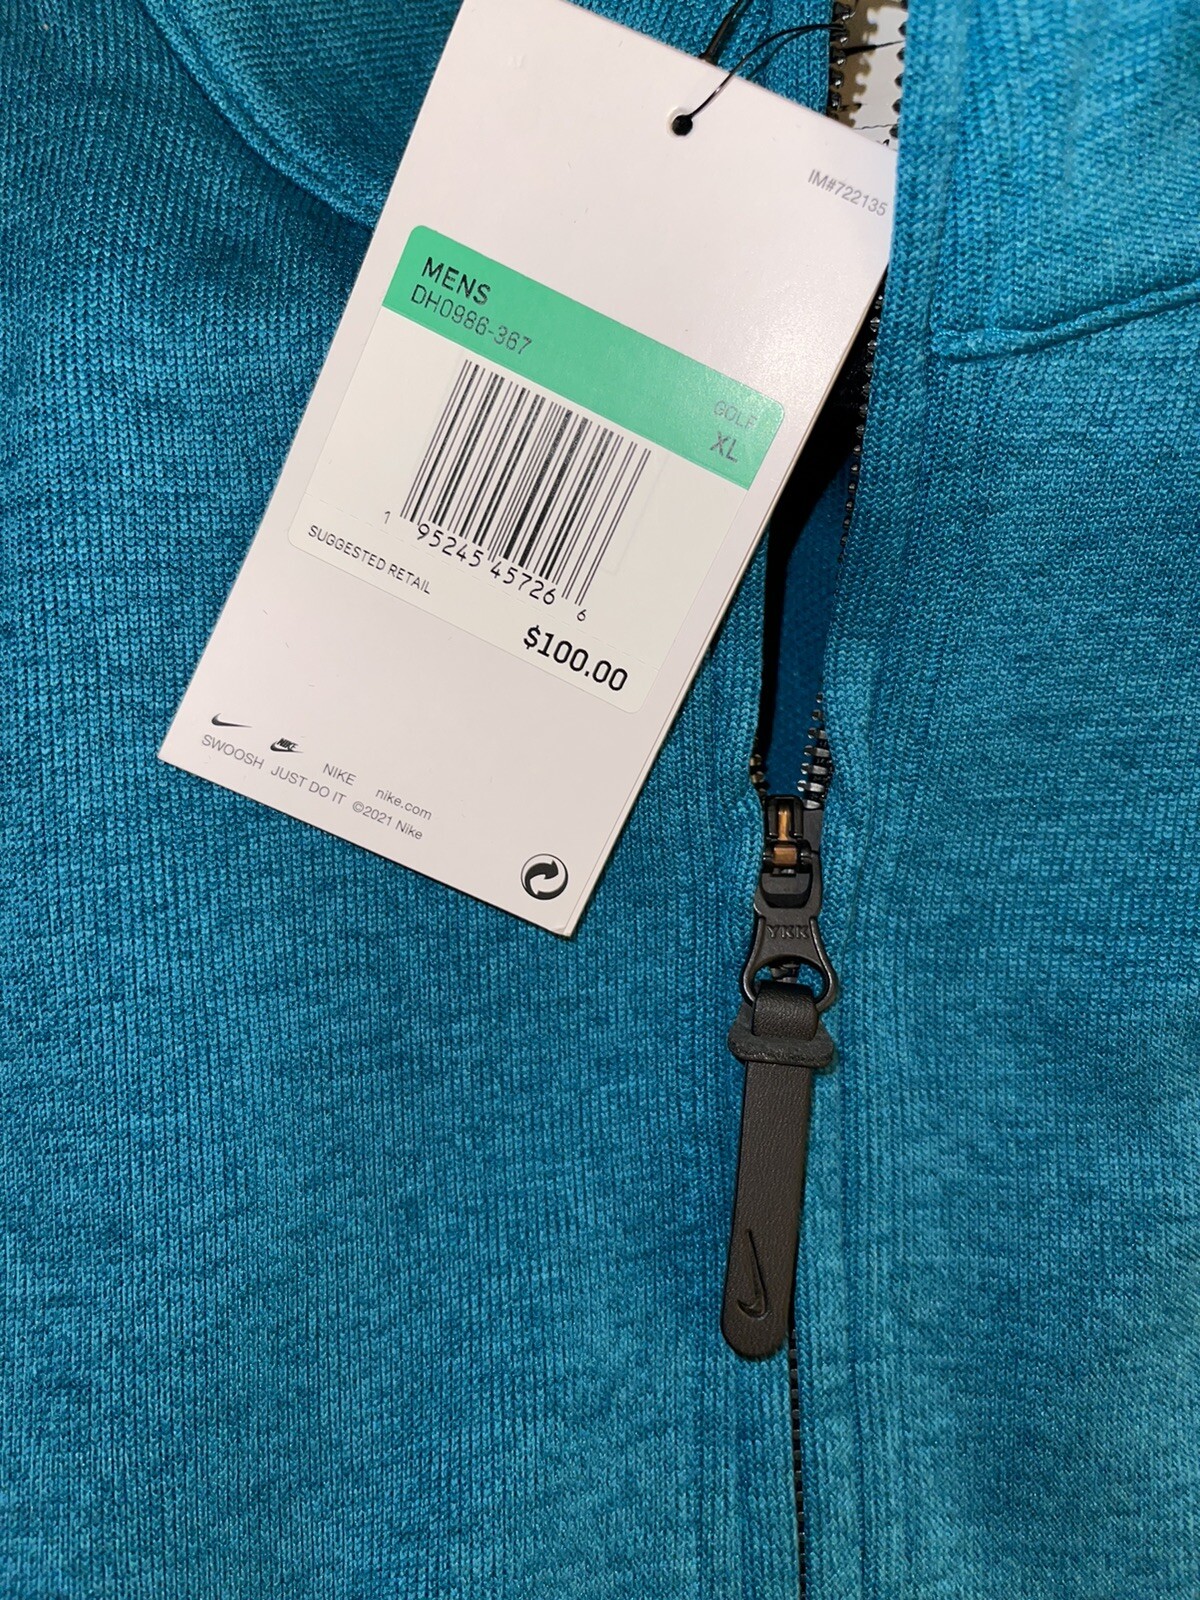 IM#722135
MENS
DH0986-367
GOLF
XL
1 95245 45726 6
SUGGESTED RETAIL
$100.00
NIKE
SWOOSH JUST DO IT NIKE nike.com
©2021 Nike
YKK